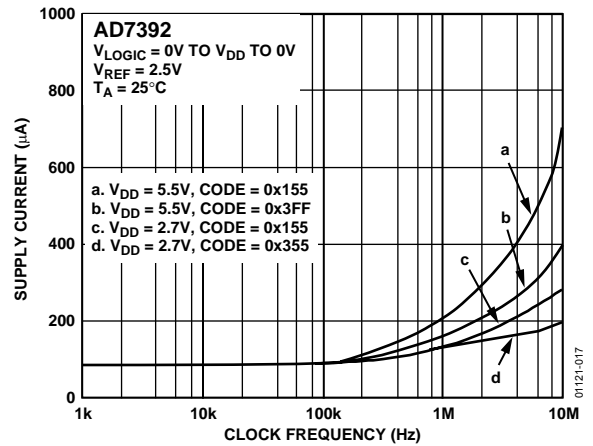 AD7392
VLOGIC = 0V TO VDD TO 0V
VREF = 2.5V
TA = 25°C
a. VDD = 5.5V, CODE = 0x155
b. VDD = 5.5V, CODE = 0x3FF
c. VDD = 2.7V, CODE = 0x155
d. VDD = 2.7V, CODE = 0x355
SUPPLY CURRENT (µA)
1000
800
600
400
200
0
a
b
c
d
1k
10k
100k
1M
10M
CLOCK FREQUENCY (Hz)
01121-017